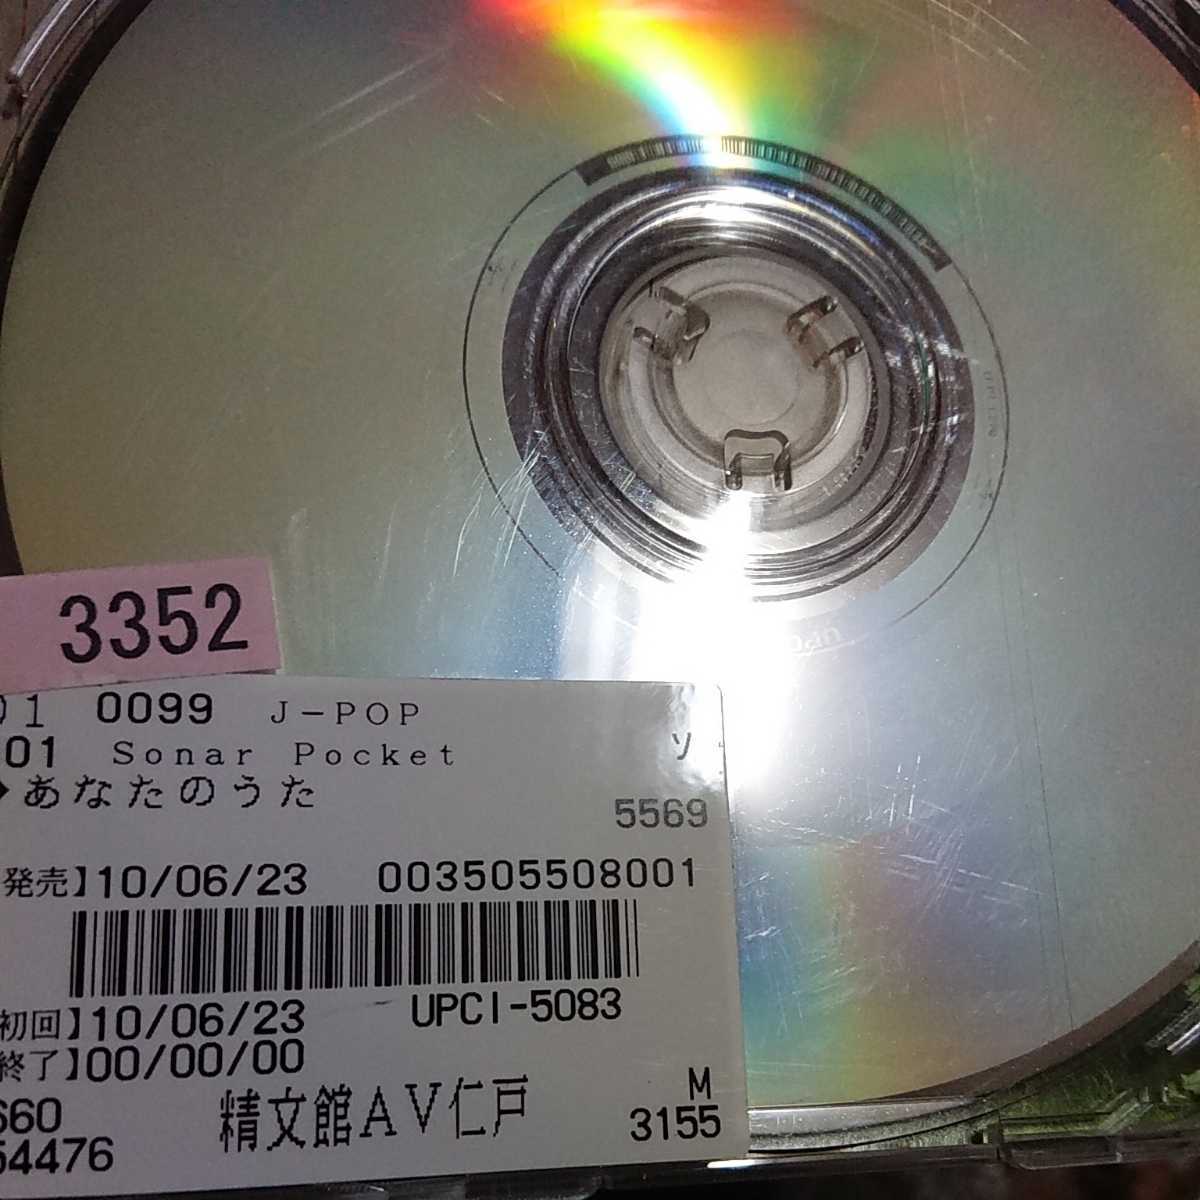 3352
01 0099 J-POP
01 Sonar Pocket ソ
あなたのうた
5569
発売】10/06/23 003505508001
初回】10/06/23 UPCI-5083
終了】00/00/00
660 精文館AV仁戸 M
54476 3155